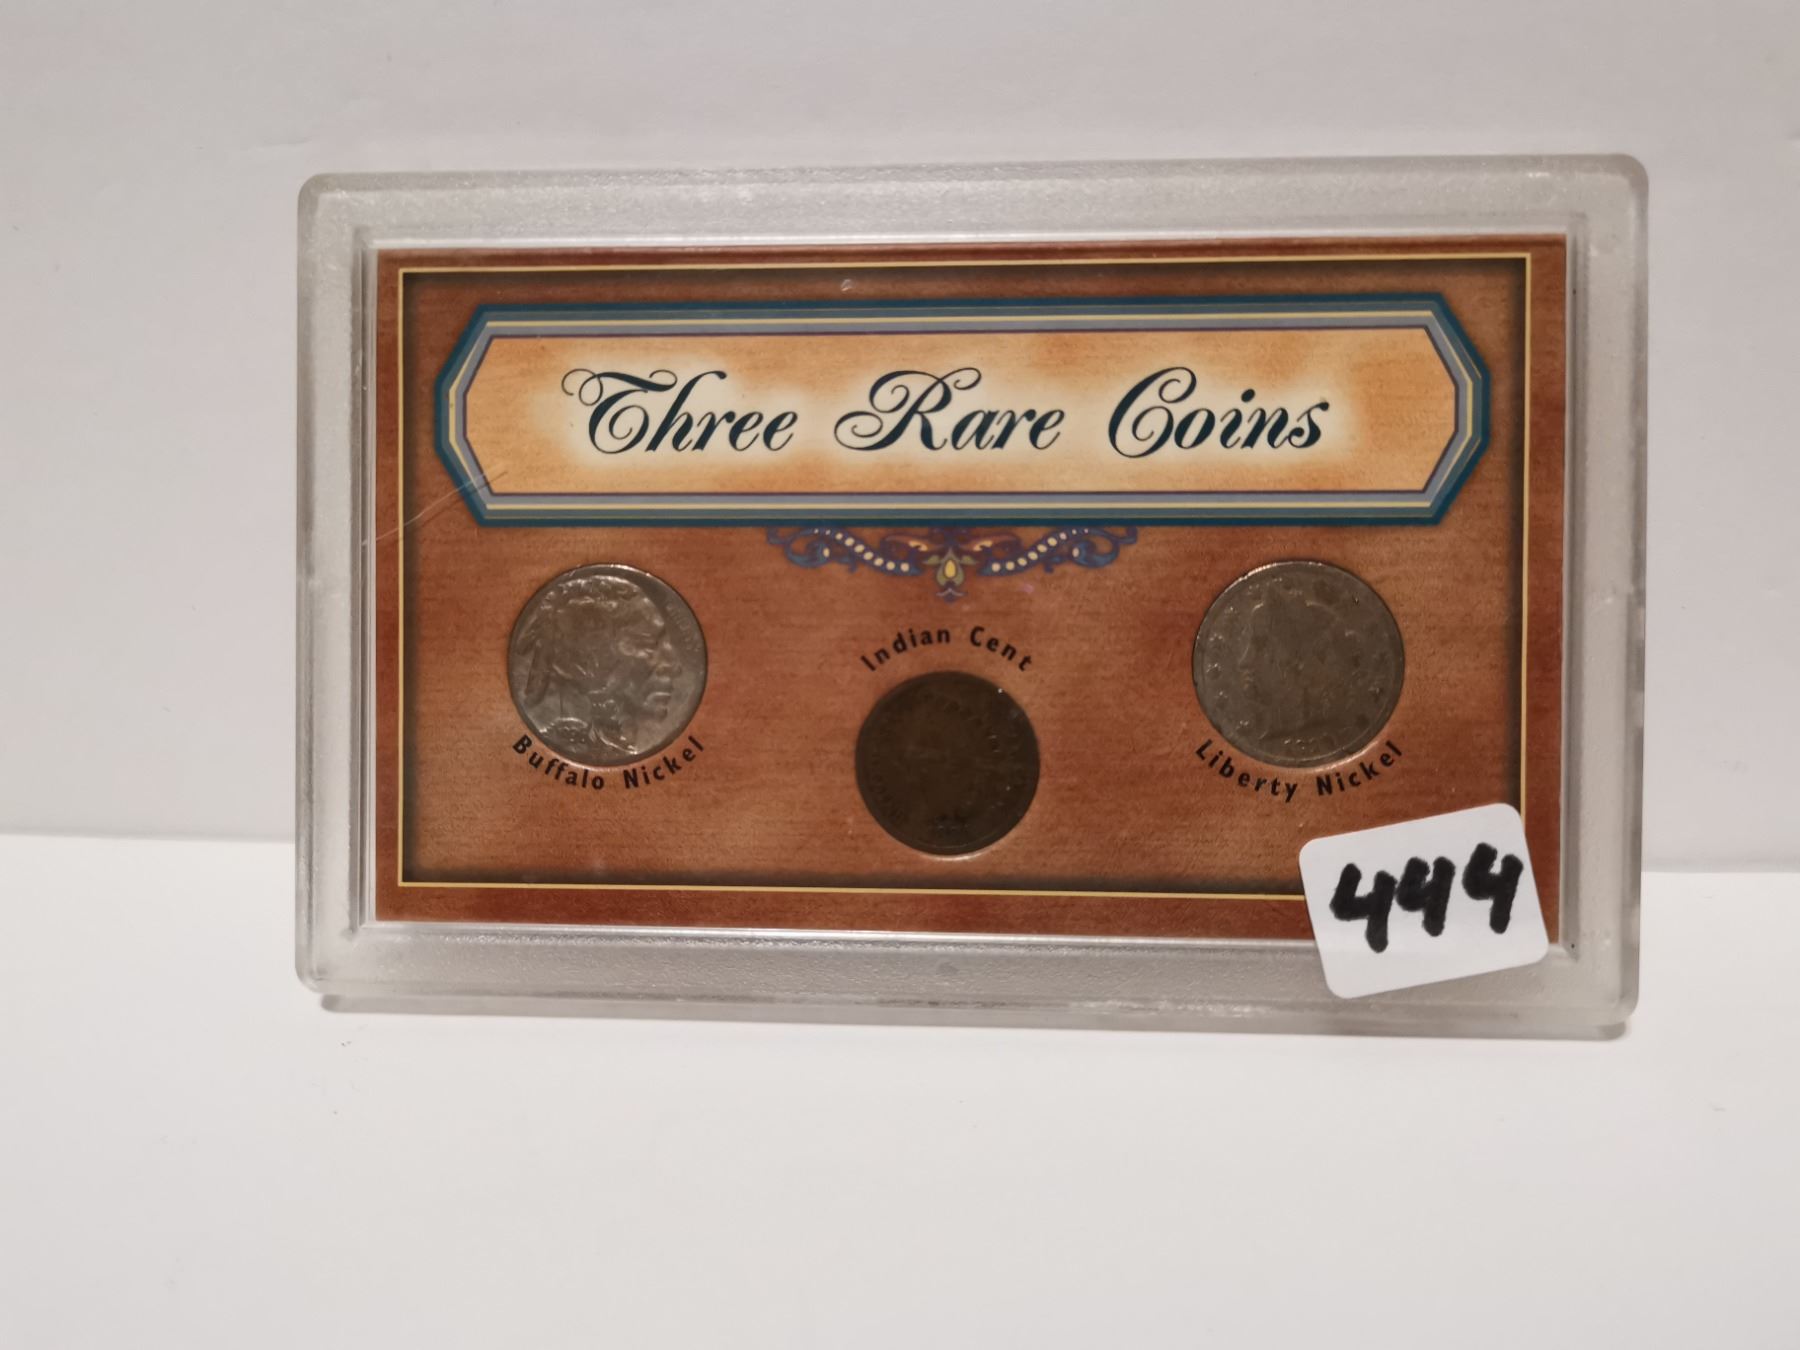 Three Rare Coins
Indian Cent
Buffalo Nickel
Liberty Nickel
444